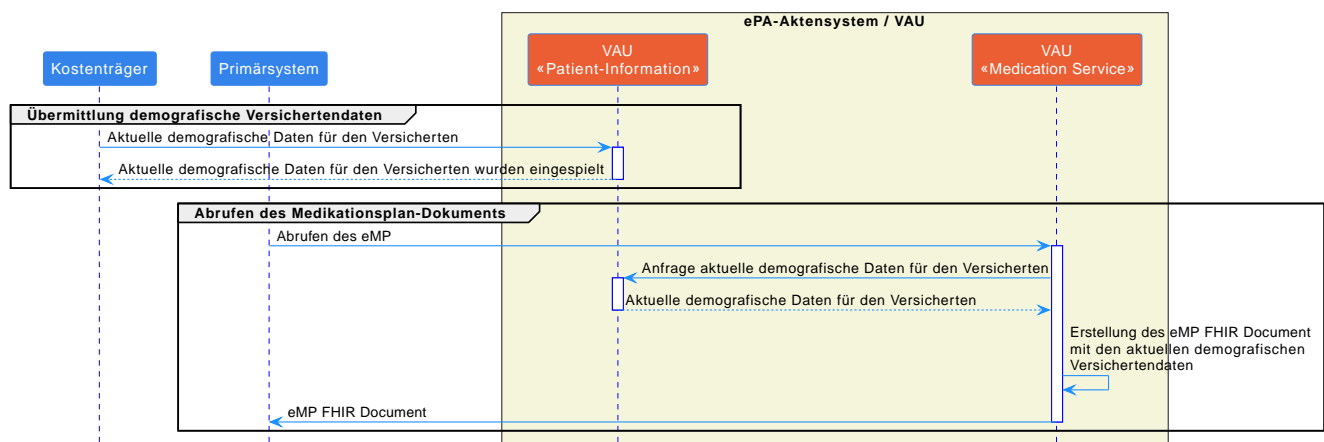 ePA-Aktensystem / VAU
Kostenträger
Primärsystem
VAU
«Patient-Information»
VAU
«Medication Service»
Übermittlung demografische Versichertendaten
Aktuelle demografische Daten für den Versicherten
Aktuelle demografische Daten für den Versicherten wurden eingespielt
Abrufen des Medikationsplan-Dokuments
Abrufen des eMP
Anfrage aktuelle demografische Daten für den Versicherten
Aktuelle demografische Daten für den Versicherten
Erstellung des eMP FHIR Document
mit den aktuellen demografischen
Versichertendaten
eMP FHIR Document